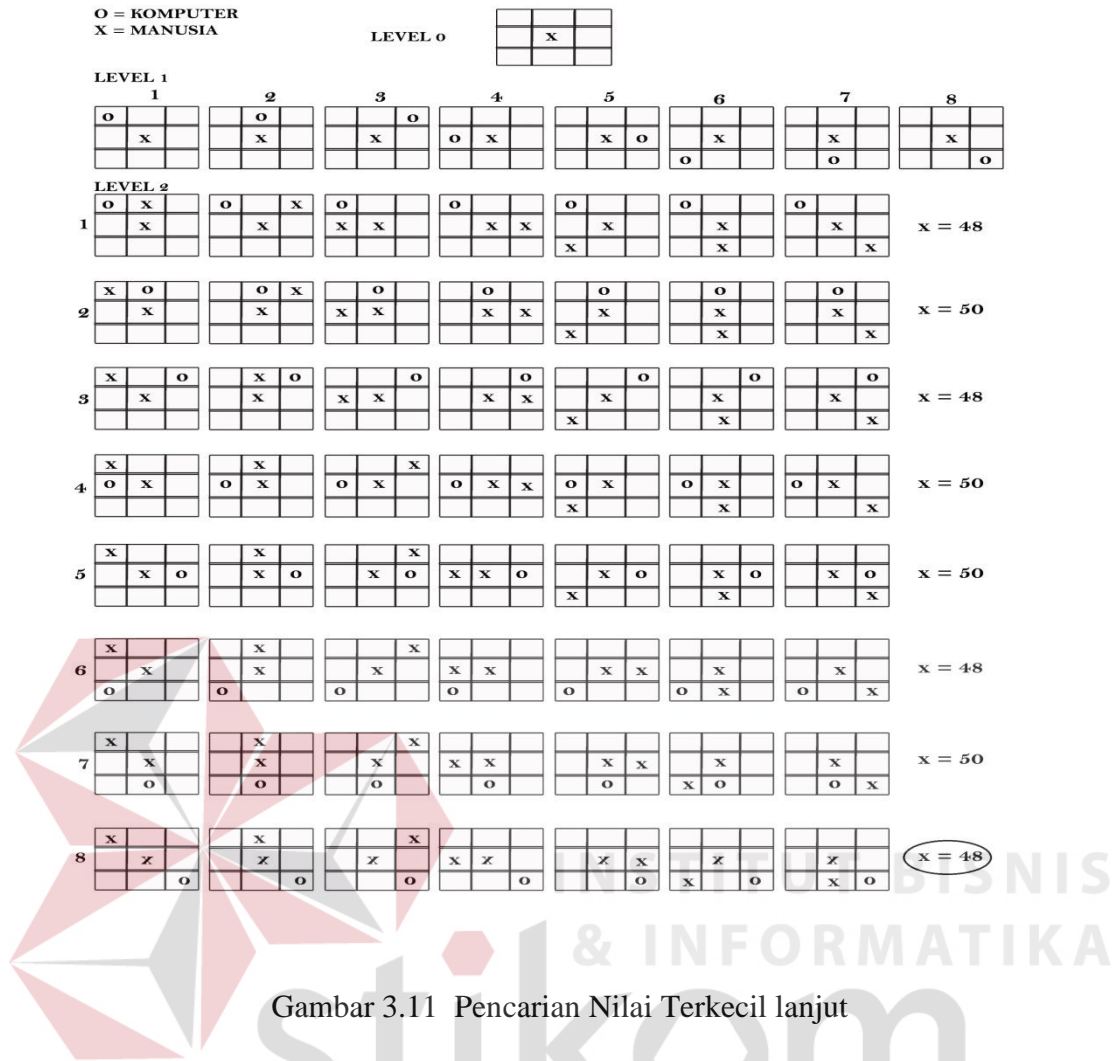 O = KOMPUTER
X = MANUSIA
LEVEL 0
X
LEVEL 1
1 2 3 4 5 6 7 8
O O O
X X X O X X O X X X
O O O
LEVEL 2
O X O X O O O O O
1 X X X X X X X X X x = 48
X X X
X O O X O O O O O
2 X X X X X X X X X x = 50
X X X
X O X O O O O O O
3 X X X X X X X X X x = 48
X X X
X X X
4 O X O X O X O X X O X O X O X x = 50
X X X
X X X
5 X O X O X O X X O X O X O X O x = 50
X X X
X X X
6 X X X X X X X X X x = 48
O O O O O O X O X
X X X
7 X X X X X X X X X x = 50
O O O O O X O O X
X X X
8 X X X X X X X X X x = 48
O O O O O X O X O
INSTITUT BISNIS
& INFORMATIKA
stikom
Gambar 3.11 Pencarian Nilai Terkecil lanjut